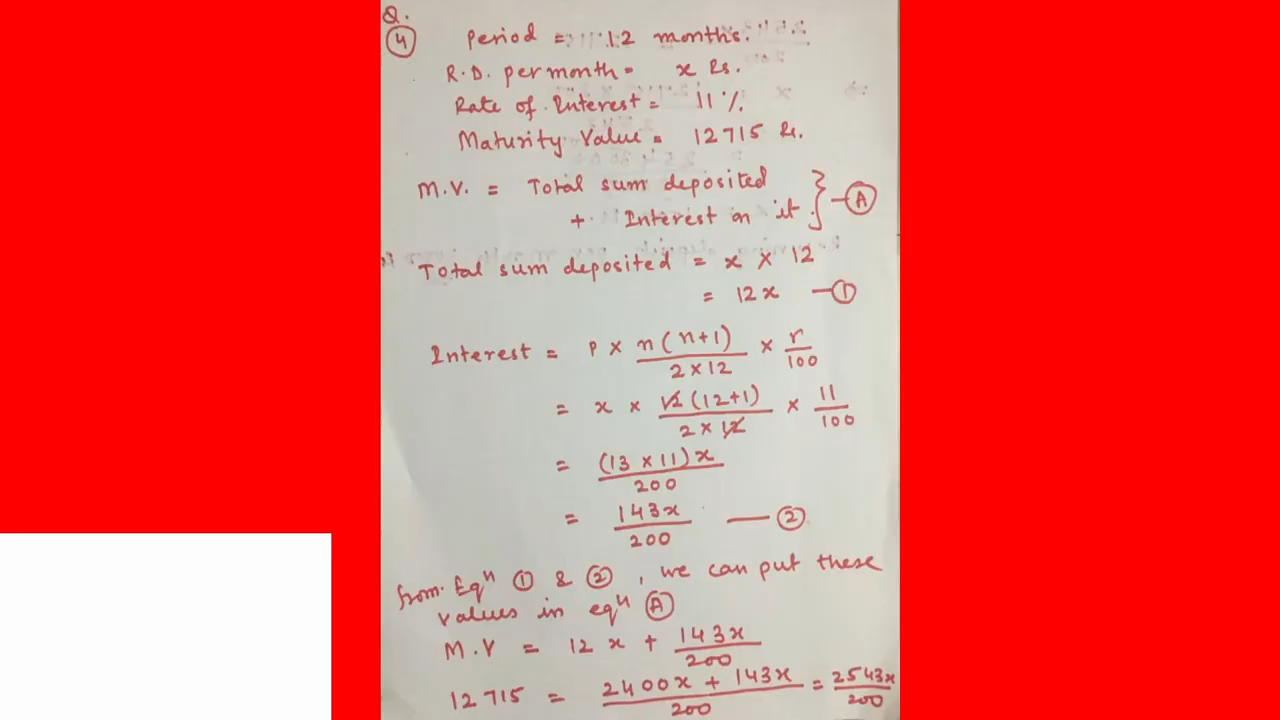 Q.
4 Period = 12 months.
R.D. per month = x Rs.
Rate of Interest = 11 %
Maturity Value = 12715 Rs.
M.V. = Total sum deposited
+ Interest on it } — A
Total sum deposited = x × 12
= 12x — 1
Interest = P × n(n+1)/2×12 × r/100
= x × 12(12+1)/2×12 × 11/100
= (13×11)x/200
= 143x/200 — 2
from Eqn 1 & 2, we can put these
values in eqn A
M.V = 12x + 143x/200
12715 = 2400x + 143x/200 = 2543x/200